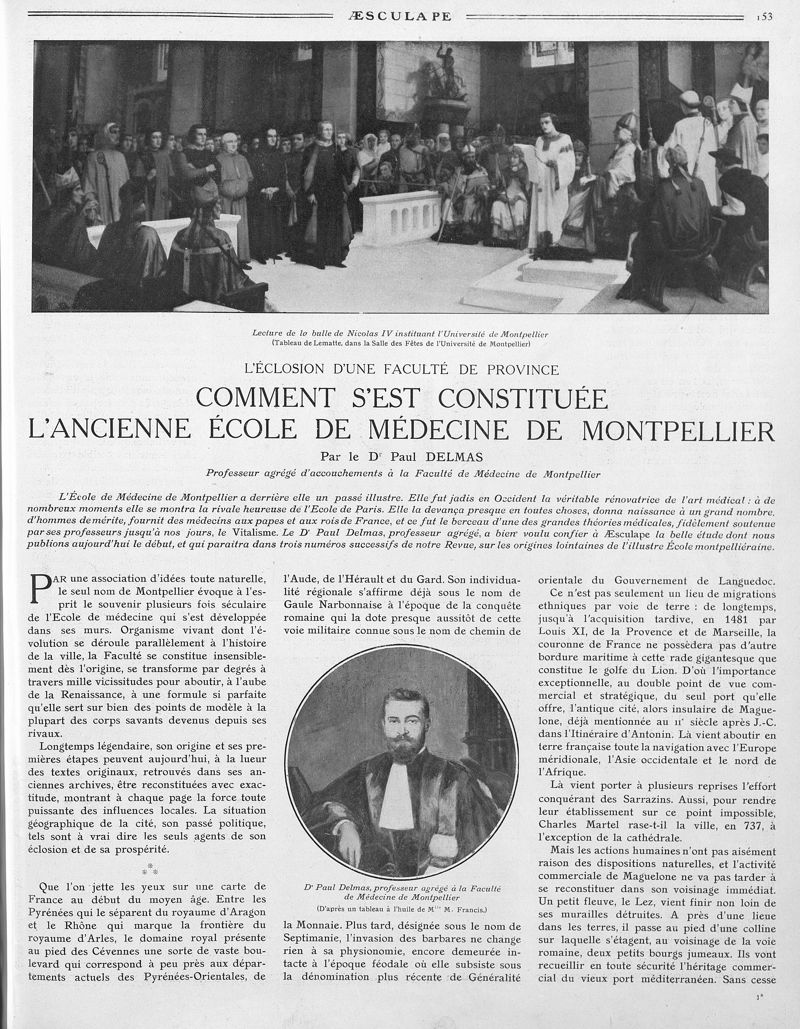 ÆSCULAPE
153
Lecture de la bulle de Nicolas IV instituant l'Université de Montpellier
(Tableau de Lematte, dans la Salle des Fêtes de l'Université de Montpellier)
L'ÉCLOSION D'UNE FACULTÉ DE PROVINCE
COMMENT S'EST CONSTITUÉE
L'ANCIENNE ÉCOLE DE MÉDECINE DE MONTPELLIER
Par le Dr Paul DELMAS
Professeur agrégé d'accouchements à la Faculté de Médecine de Montpellier
L'École de Médecine de Montpellier a derrière elle un passé illustre. Elle fut jadis en Occident la véritable rénovatrice de l'art médical : à de
nombreux moments elle se montra la rivale heureuse de l'Ecole de Paris. Elle la devança presque en toutes choses, donna naissance à un grand nombre
d'hommes de mérite, fournit des médecins aux papes et aux rois de France, et ce fut le berceau d'une des grandes théories médicales, fidèlement soutenue
par ses professeurs jusqu'à nos jours, le Vitalisme. Le Dr Paul Delmas, professeur agrégé, a bien voulu confier à Æsculape la belle étude dont nous
publions aujourd'hui le début, et qui paraitra dans trois numéros successifs de notre Revue, sur les origines lointaines de l'illustre École montpelliéraine.
PAR une association d'idées toute naturelle,
le seul nom de Montpellier évoque à l'es-
prit le souvenir plusieurs fois séculaire
de l'Ecole de médecine qui s'est développée
dans ses murs. Organisme vivant dont l'é-
volution se déroule parallèlement à l'histoire
de la ville, la Faculté se constitue insensible-
ment dès l'origine, se transforme par degrés à
travers mille vicissitudes pour aboutir, à l'aube
de la Renaissance, à une formule si parfaite
qu'elle sert sur bien des points de modèle à la
plupart des corps savants devenus depuis ses
rivaux.
Longtemps légendaire, son origine et ses pre-
mières étapes peuvent aujourd'hui, à la lueur
des textes originaux, retrouvés dans ses an-
ciennes archives, être reconstituées avec exac-
titude, montrant à chaque page la force toute
puissante des influences locales. La situation
géographique de la cité, son passé politique,
tels sont à vrai dire les seuls agents de son
éclosion et de sa prospérité.
*
* *
Que l'on jette les yeux sur une carte de
France au début du moyen âge. Entre les
Pyrénées qui le séparent du royaume d'Aragon
et le Rhône qui marque la frontière du
royaume d'Arles, le domaine royal présente
au pied des Cévennes une sorte de vaste bou-
levard qui correspond à peu près aux dépar-
tements actuels des Pyrénées-Orientales, de
l'Aude, de l'Hérault et du Gard. Son individua-
lité régionale s'affirme déjà sous le nom de
Gaule Narbonnaise à l'époque de la conquête
romaine qui la dote presque aussitôt de cette
voie militaire connue sous le nom de chemin de
Dr Paul Delmas, professeur agrégé à la Faculté
de Médecine de Montpellier
(D'après un tableau à l'huile de Mlle M. Francis.)
la Monnaie. Plus tard, désignée sous le nom de
Septimanie, l'invasion des barbares ne change
rien à sa physionomie, encore demeurée in-
tacte à l'époque féodale où elle subsiste sous
la dénomination plus récente de Généralité
orientale du Gouvernement de Languedoc.
Ce n'est pas seulement un lieu de migrations
ethniques par voie de terre : de longtemps,
jusqu'à l'acquisition tardive, en 1481 par
Louis XI, de la Provence et de Marseille, la
couronne de France ne possèdera pas d'autre
bordure maritime à cette rade gigantesque que
constitue le golfe du Lion. D'où l'importance
exceptionnelle, au double point de vue com-
mercial et stratégique, du seul port qu'elle
offre, l'antique cité, alors insulaire de Mague-
lone, déjà mentionnée au IIe siècle après J.-C.
dans l'Itinéraire d'Antonin. Là vient aboutir en
terre française toute la navigation avec l'Europe
méridionale, l'Asie occidentale et le nord de
l'Afrique.
Là vient porter à plusieurs reprises l'effort
conquérant des Sarrazins. Aussi, pour rendre
leur établissement sur ce point impossible,
Charles Martel rase-t-il la ville, en 737, à
l'exception de la cathédrale.
Mais les actions humaines n'ont pas aisément
raison des dispositions naturelles, et l'activité
commerciale de Maguelone ne va pas tarder à
se reconstituer dans son voisinage immédiat.
Un petit fleuve, le Lez, vient finir non loin de
ses murailles détruites. A près d'une lieue
dans les terres, il passe au pied d'une colline
sur laquelle s'étagent, au voisinage de la voie
romaine, deux petits bourgs jumeaux. Ils vont
recueillir en toute sécurité l'héritage commer-
cial du vieux port méditerranéen. Sans cesse
1*